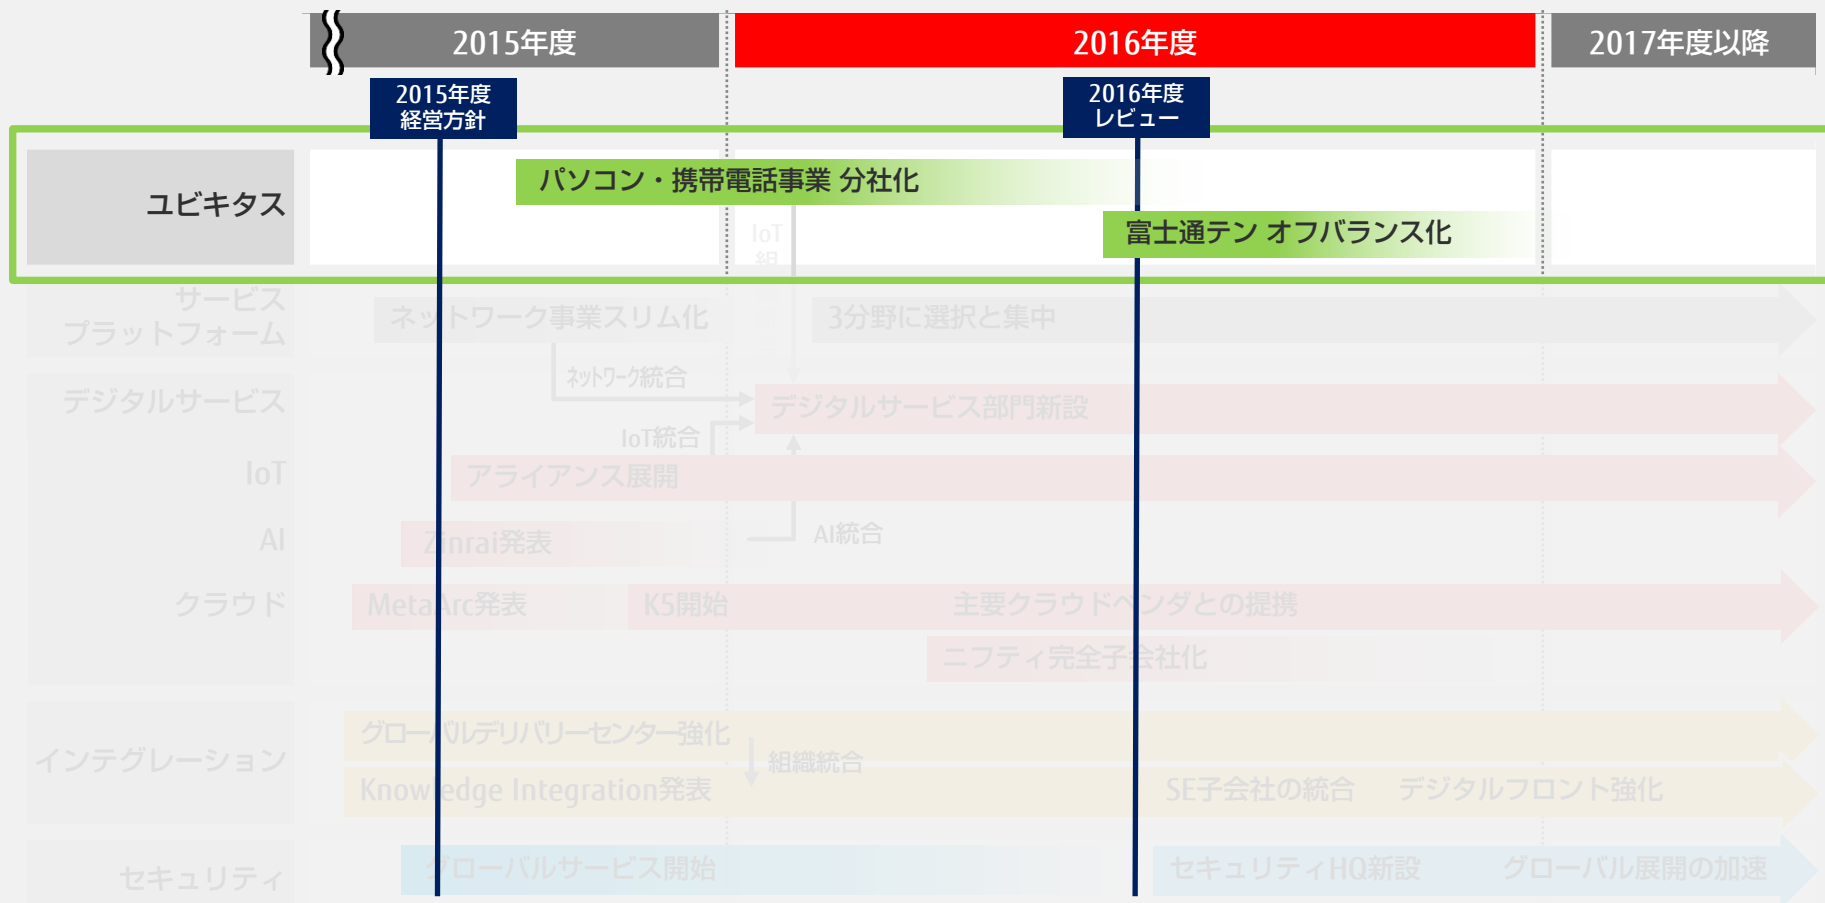 2015年度
2016年度
2017年度以降
2015年度
経営方針
2016年度
レビュー
ユビキタス
パソコン・携帯電話事業 分社化
富士通テン オフバランス化
IoT
組
サービス
プラットフォーム
ネットワーク事業スリム化
3分野に選択と集中
ネットワーク統合
デジタルサービス
デジタルサービス部門新設
IoT統合
IoT
アライアンス展開
AI
Zinrai発表
AI統合
クラウド
MetaArc発表
K5開始
主要クラウドベンダとの提携
ニフティ完全子会社化
インテグレーション
グローバルデリバリーセンター強化
組織統合
Knowledge Integration発表
SE子会社の統合
デジタルフロント強化
セキュリティ
グローバルサービス開始
セキュリティHQ新設
グローバル展開の加速